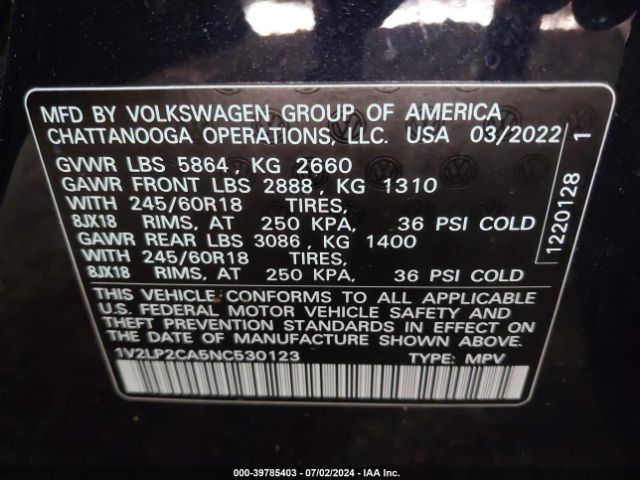 MFD BY VOLKSWAGEN GROUP OF AMERICA
CHATTANOOGA OPERATIONS, LLC. USA 03/2022
GVWR LBS 5864, KG 2660
GAWR FRONT LBS 2888, KG 1310
WITH 245/60R18 TIRES,
8JX18 RIMS, AT 250 KPA, 36 PSI COLD
GAWR REAR LBS 3086, KG 1400
WITH 245/60R18 TIRES,
8JX18 RIMS, AT 250 KPA, 36 PSI COLD
THIS VEHICLE CONFORMS TO ALL APPLICABLE
U.S. FEDERAL MOTOR VEHICLE SAFETY AND
THEFT PREVENTION STANDARDS IN EFFECT ON
THE DATE OF MANUFACTURE SHOWN ABOVE.
1V2LP2CA5NC530123 TYPE: MPV
1220128 1
000-39785403 - 07/02/2024 - IAA Inc.